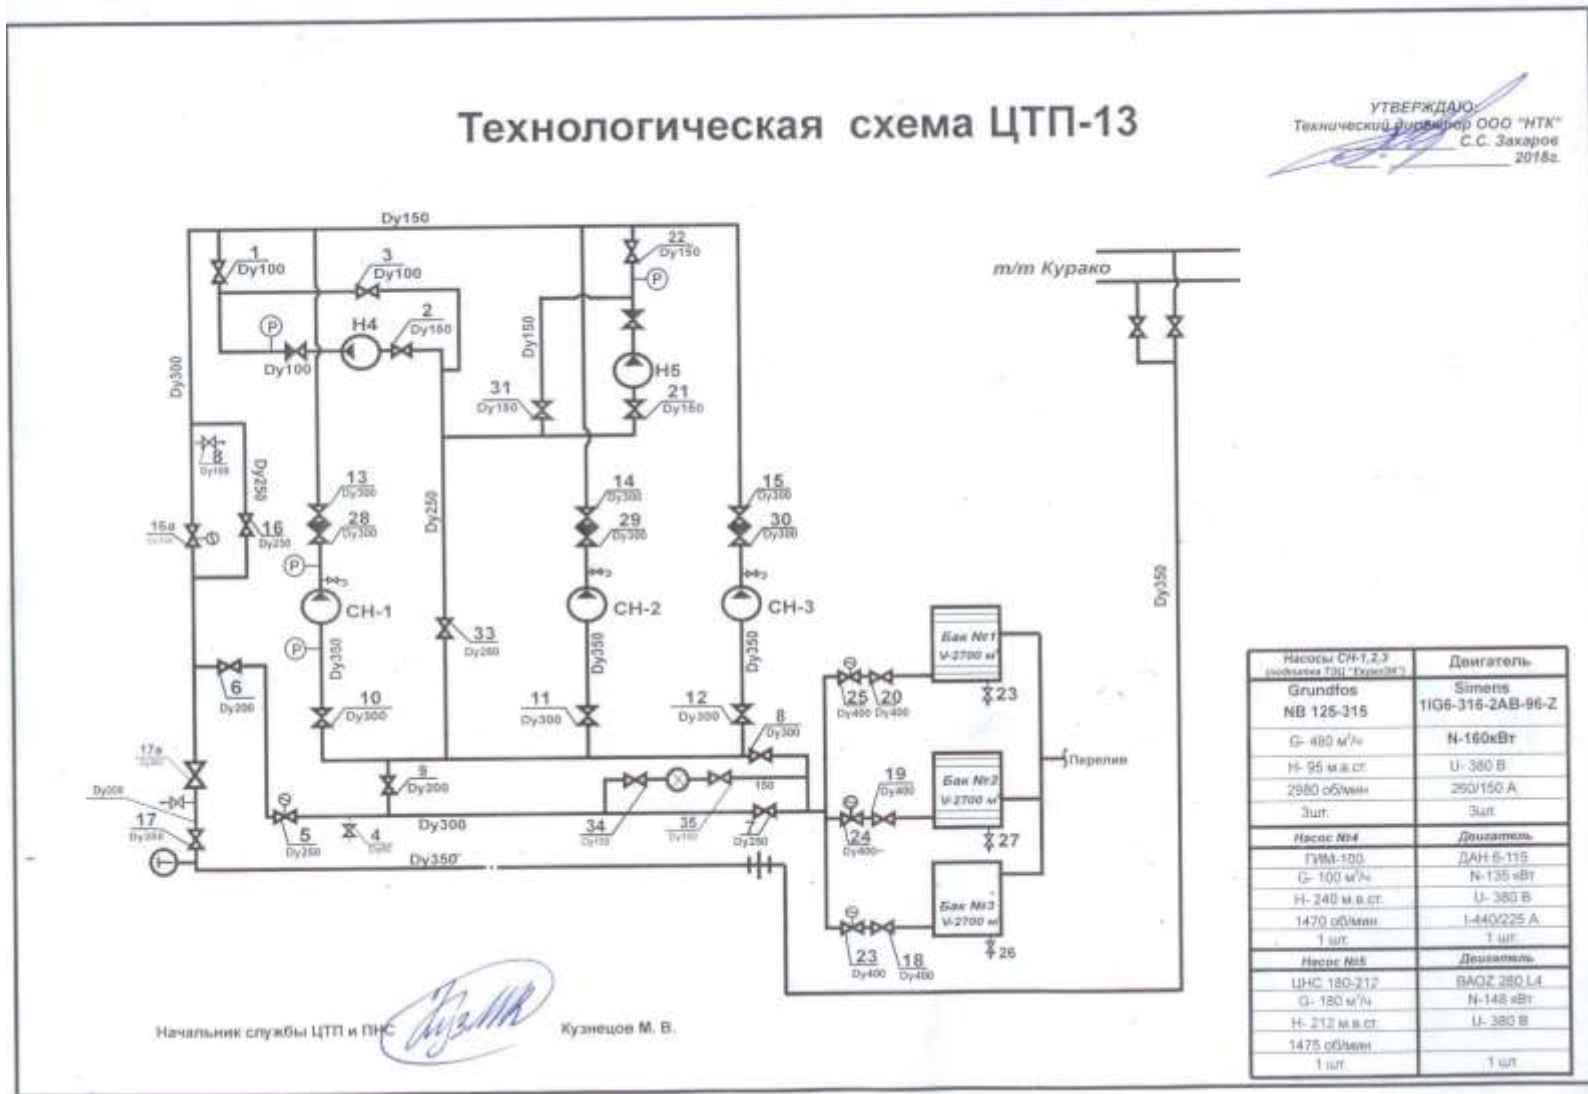 Технологическая схема ЦТП-13
УТВЕРЖДАЮ:
Технический директор ООО "НТК"
С.С. Захаров
2018г.
Dy150
1
Dy100
3
Dy100
22
Dy150
P
т/т Курако
P
H4
2
Dy150
Dy150
Dy300
Dy100
H5
31
Dy150
21
Dy150
8
Dy250
13
Dy300
14
Dy300
15
Dy300
Dy250
16а
16
Dy250
28
Dy300
29
Dy300
30
Dy300
P
Dy350
CH-1
CH-2
CH-3
P
Dy350
33
Dy350
Dy350
Бак №1
V-2700 м³
6
Dy200
10
Dy300
11
Dy300
12
Dy300
8
Dy300
25
Dy400
20
Dy400
23
17а
9
Dy200
150
Перелив
Dy300
17
5
Dy250
4
Dy300
34
35
7
Dy250
19
Dy400
24
Dy400
Бак №2
V-2700 м³
27
Dy350
Бак №3
V-2700 м³
23
Dy400
18
Dy400
26
Насосы СН-1,2,3
Двигатель
Grundfos
NB 125-315
Simens
1IG6-316-2AB-96-Z
G- 480 м³/ч
N-160кВт
H- 95 м.в.ст.
U- 380 В
2980 об/мин
260/150 А
3шт.
3шт.
Насос №4
Двигатель
ГИМ-100
ДАН 6-115
G- 100 м³/ч
N-135 кВт
H- 240 м.в.ст.
U- 380 В
1470 об/мин
I-440/225 А
1 шт.
1 шт.
Насос №5
Двигатель
ЦНС 180-212
ВАОZ 280 L4
G- 180 м³/ч
N-148 кВт
H- 212 м.в.ст.
U- 380 В
1475 об/мин
1 шт.
1 шт.
Начальник службы ЦТП и ПНС
Кузнецов М. В.